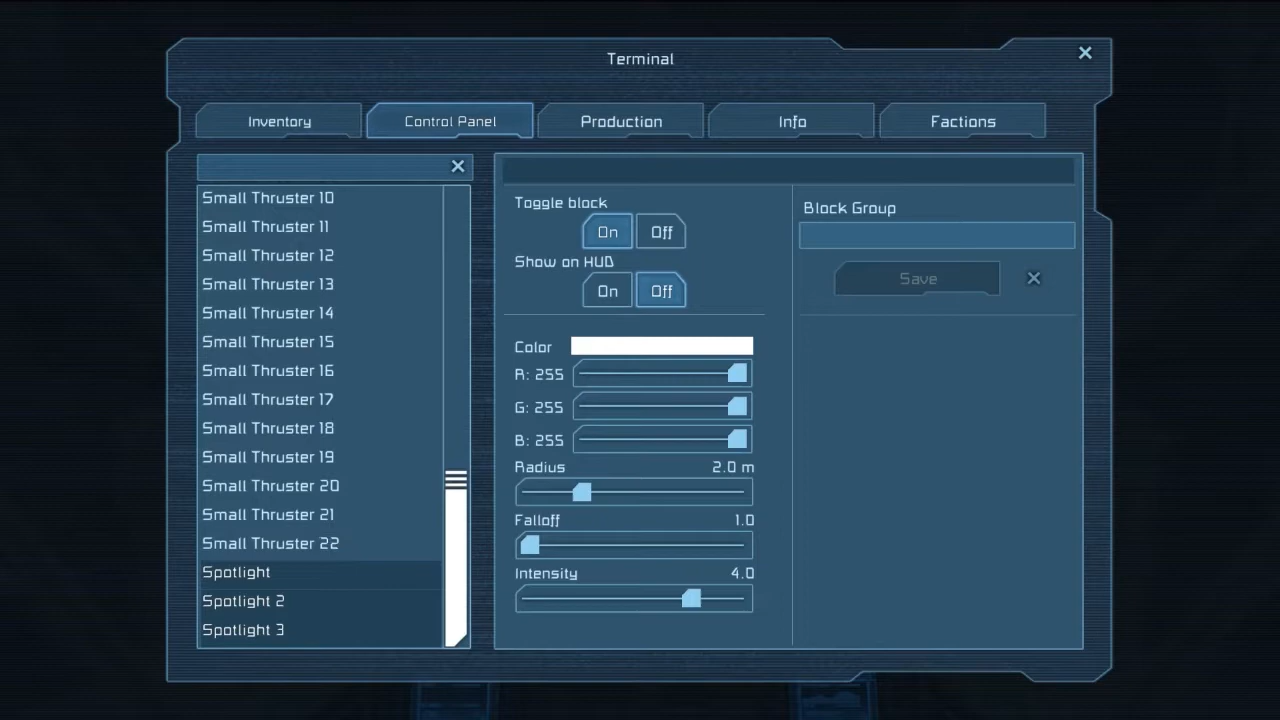 Terminal
Inventory
Control Panel
Production
Info
Factions
Small Thruster 10
Small Thruster 11
Small Thruster 12
Small Thruster 13
Small Thruster 14
Small Thruster 15
Small Thruster 16
Small Thruster 17
Small Thruster 18
Small Thruster 19
Small Thruster 20
Small Thruster 21
Small Thruster 22
Spotlight
Spotlight 2
Spotlight 3
Toggle block
On Off
Show on HUD
On Off
Color
R: 255
G: 255
B: 255
Radius 2.0 m
Falloff 1.0
Intensity 4.0
Block Group
Save